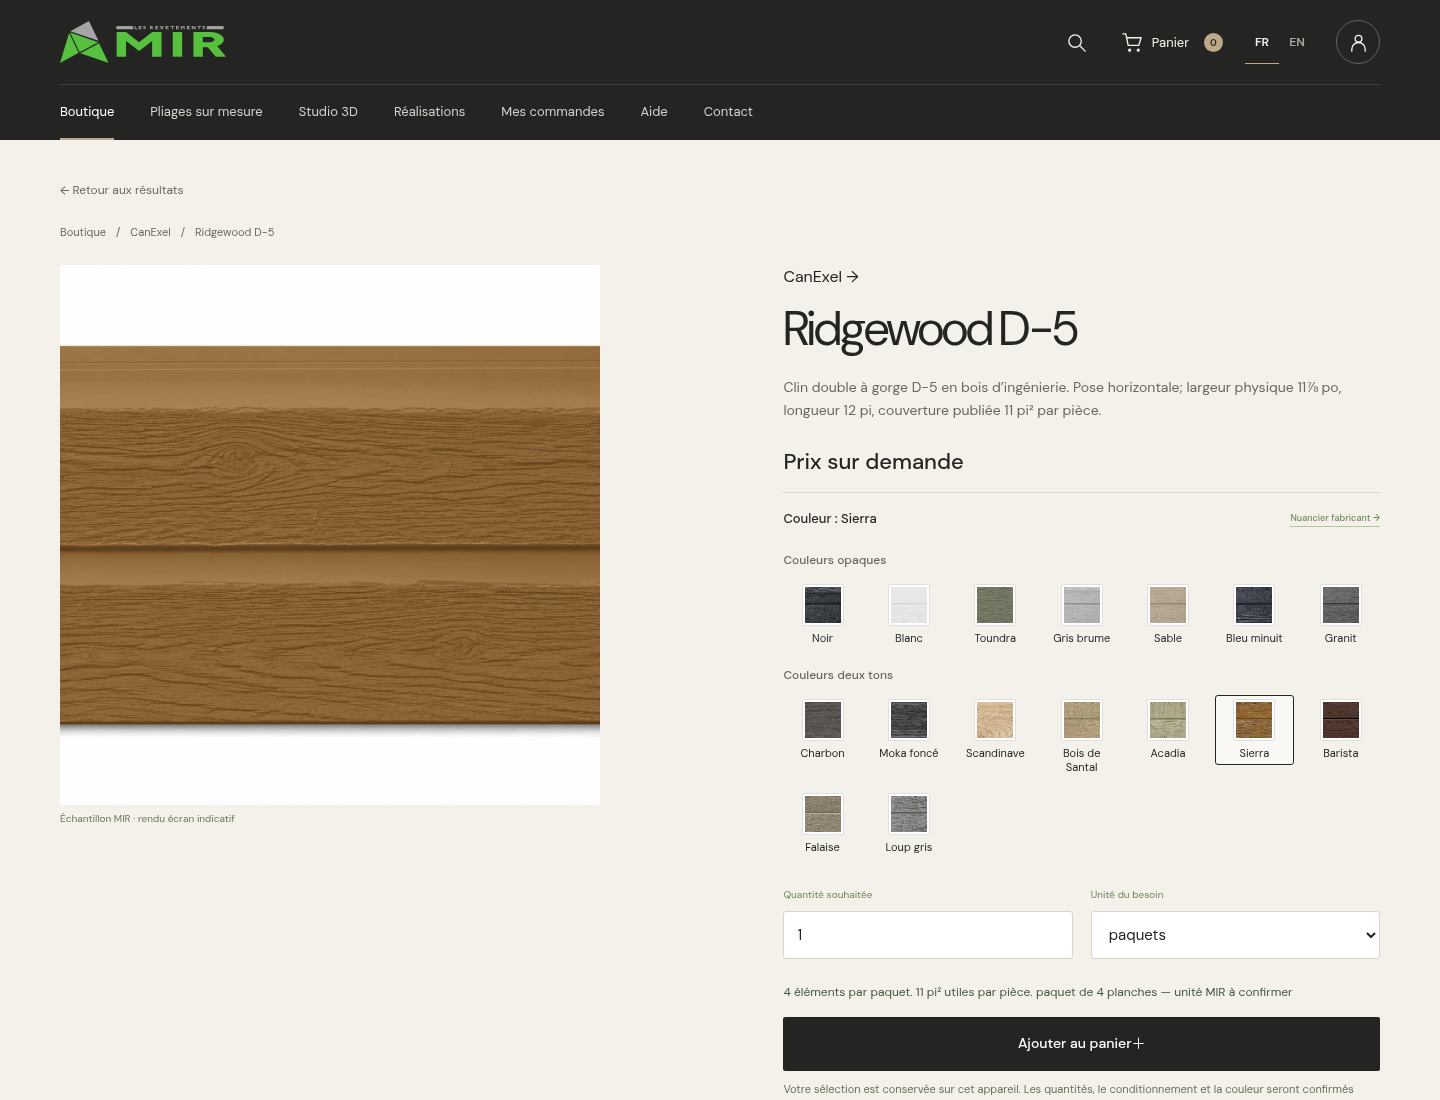 LES REVETEMENTS
MIR
Panier 0 FR EN
Boutique Pliages sur mesure Studio 3D Réalisations Mes commandes Aide Contact
← Retour aux résultats
Boutique / CanExel / Ridgewood D-5
CanExel →
Ridgewood D-5
Clin double à gorge D-5 en bois d’ingénierie. Pose horizontale; largeur physique 11⅞ po,
longueur 12 pi, couverture publiée 11 pi² par pièce.
Prix sur demande
Couleur : Sierra Nuancier fabricant →
Couleurs opaques
Noir Blanc Toundra Gris brume Sable Bleu minuit Granit
Couleurs deux tons
Charbon Moka foncé Scandinave Bois de Santal Acadia Sierra Barista
Falaise Loup gris
Échantillon MIR · rendu écran indicatif
Quantité souhaitée Unité du besoin
1 paquets
4 éléments par paquet. 11 pi² utiles par pièce. paquet de 4 planches — unité MIR à confirmer
Ajouter au panier+
Votre sélection est conservée sur cet appareil. Les quantités, le conditionnement et la couleur seront confirmés